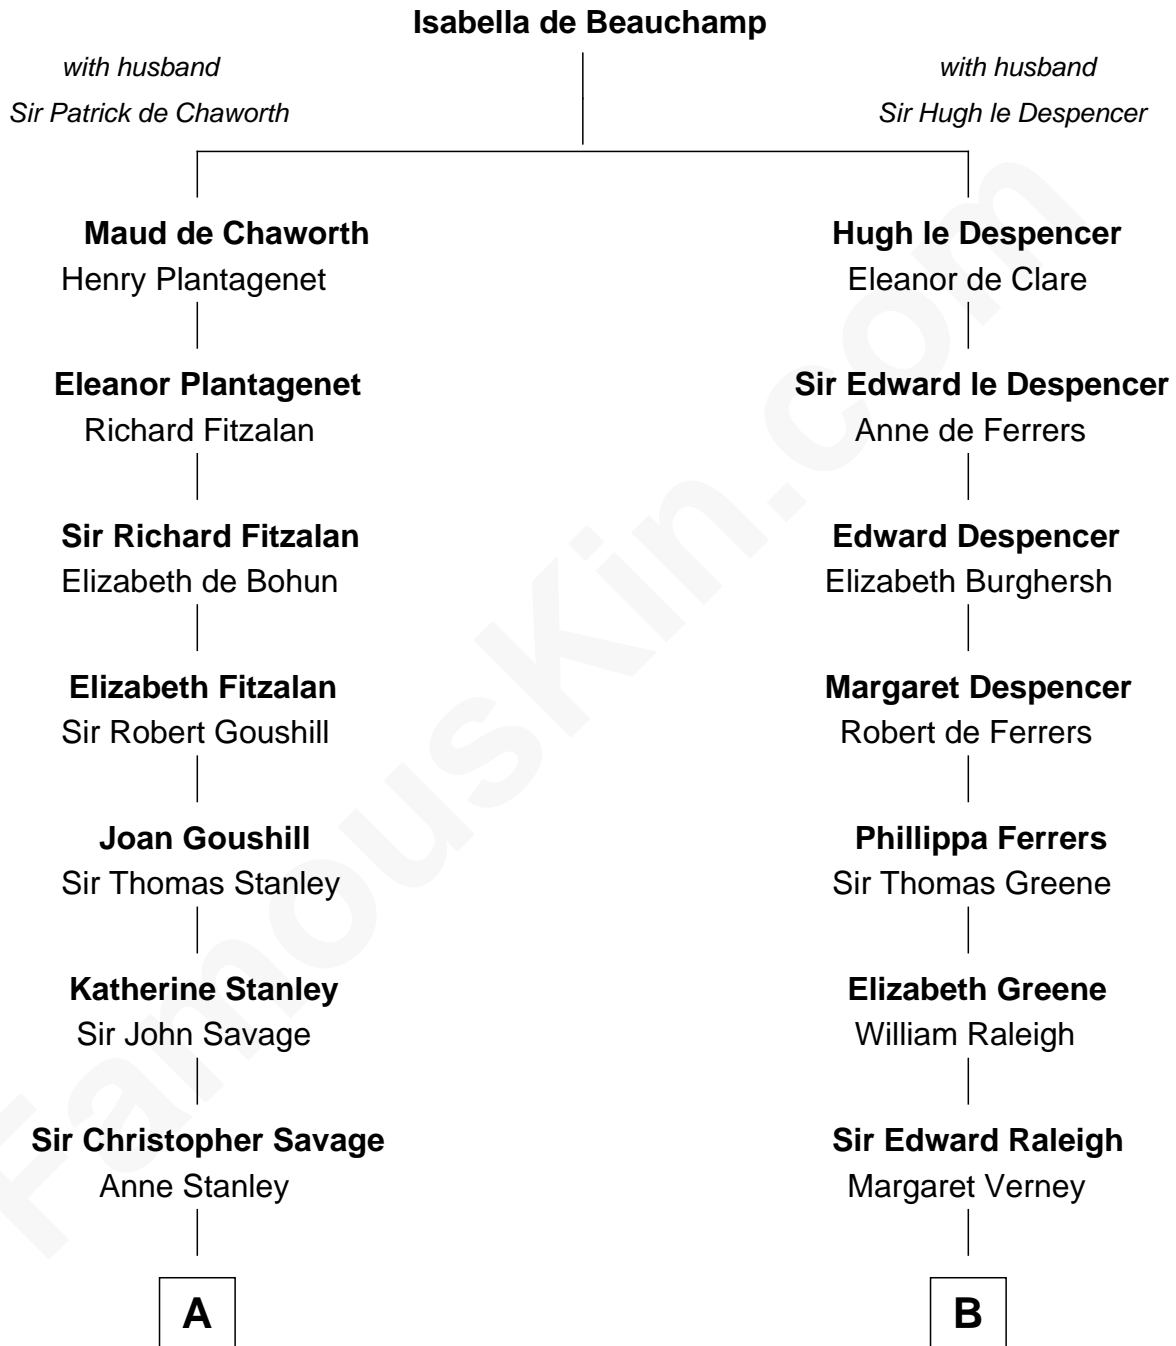 Isabella de Beauchamp
with husband
Sir Patrick de Chaworth
with husband
Sir Hugh le Despencer
Maud de Chaworth
Henry Plantagenet
Hugh le Despencer
Eleanor de Clare
Eleanor Plantagenet
Richard Fitzalan
Sir Edward le Despencer
Anne de Ferrers
Sir Richard Fitzalan
Elizabeth de Bohun
Edward Despencer
Elizabeth Burghersh
Elizabeth Fitzalan
Sir Robert Goushill
Margaret Despencer
Robert de Ferrers
Joan Goushill
Sir Thomas Stanley
Phillippa Ferrers
Sir Thomas Greene
Katherine Stanley
Sir John Savage
Elizabeth Greene
William Raleigh
Sir Christopher Savage
Anne Stanley
Sir Edward Raleigh
Margaret Verney
A
B
FamousKin.com